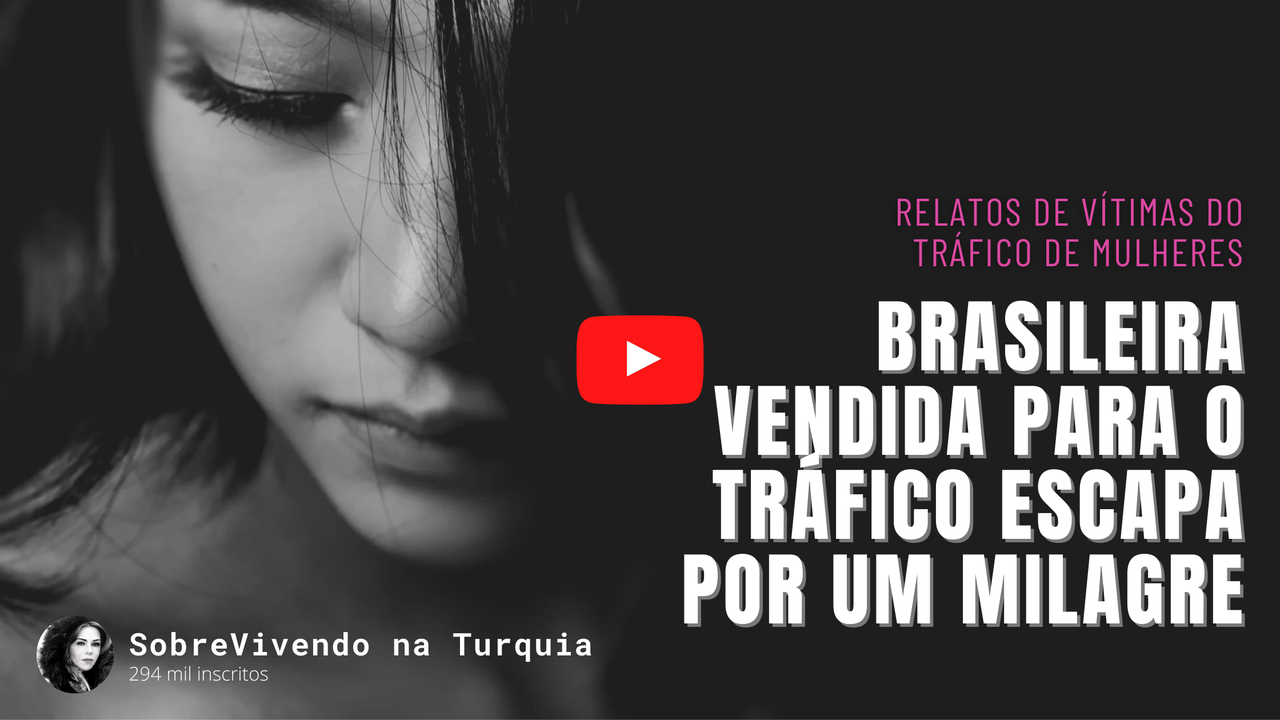 RELATOS DE VÍTIMAS DO
TRÁFICO DE MULHERES
BRASILEIRA
VENDIDA PARA O
TRÁFICO ESCAPA
POR UM MILAGRE
SobreVivendo na Turquia
294 mil inscritos